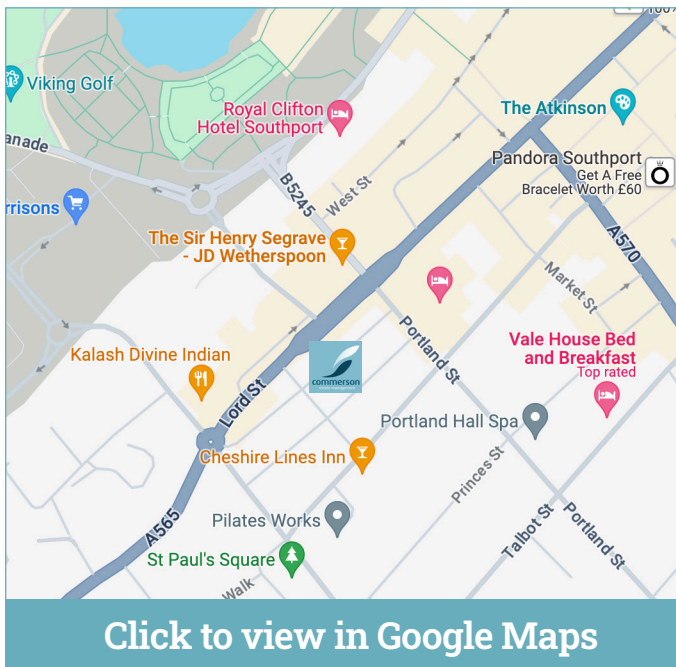 100%
Viking Golf
Royal Clifton
Hotel Southport
The Atkinson
anade
Pandora Southport
Get A Free
Bracelet Worth £60
B5245
West St
rrisons
A570
The Sir Henry Segrave
- JD Wetherspoon
Market St
Portland St
Vale House Bed
and Breakfast
Top rated
Kalash Divine Indian
commerson
Lord St
Portland Hall Spa
Cheshire Lines Inn
Princes St
Pilates Works
A565
Talbot St
Portland St
St Paul's Square
Walk
Click to view in Google Maps